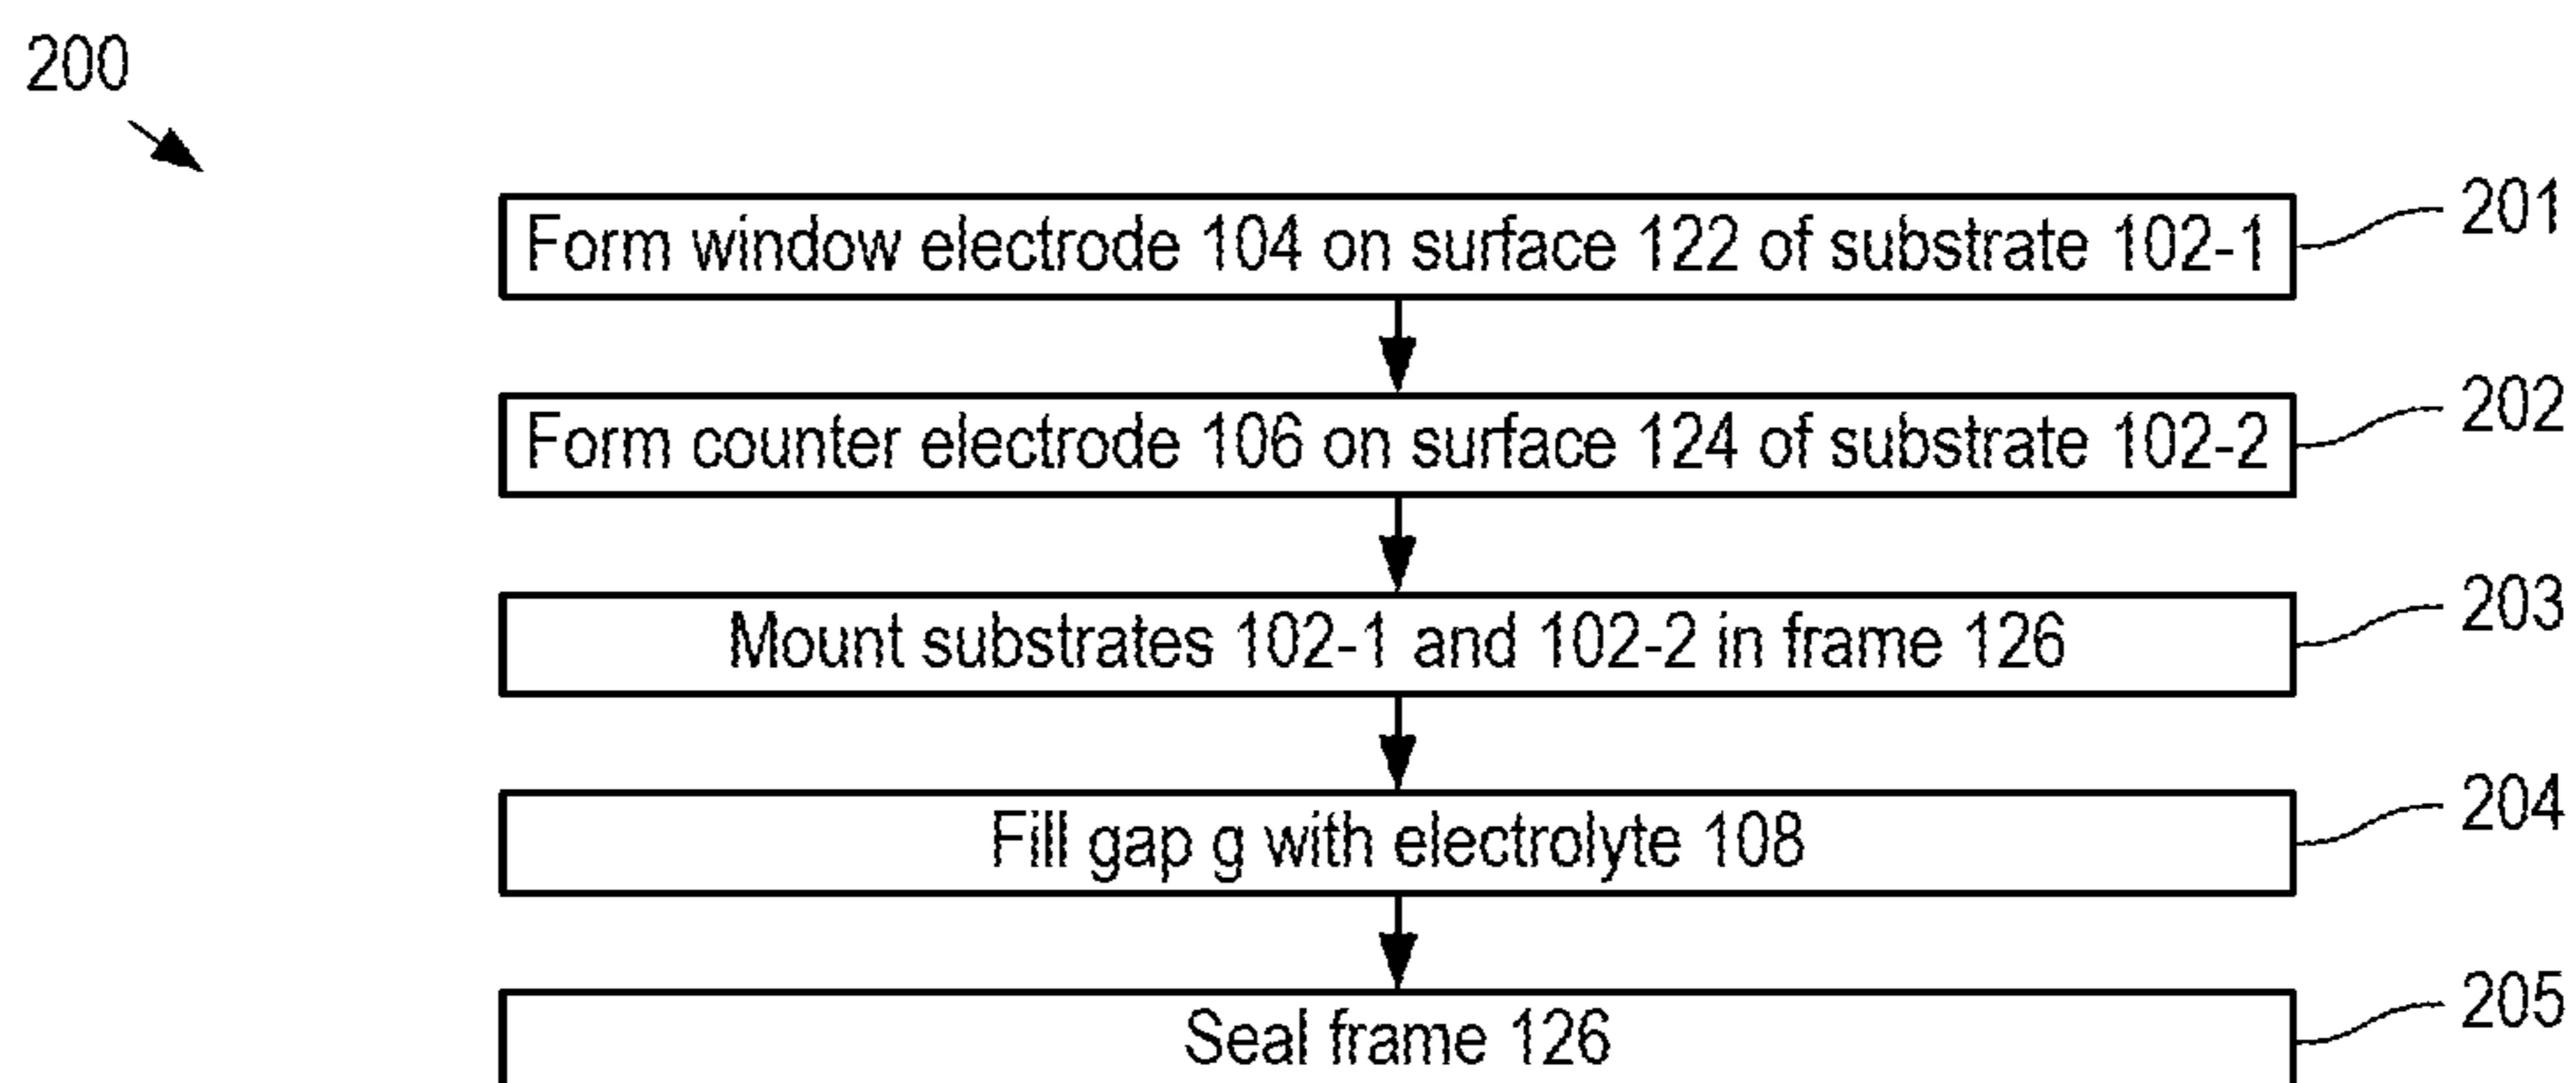 200
Form window electrode 104 on surface 122 of substrate 102-1
201
Form counter electrode 106 on surface 124 of substrate 102-2
202
Mount substrates 102-1 and 102-2 in frame 126
203
Fill gap g with electrolyte 108
204
Seal frame 126
205